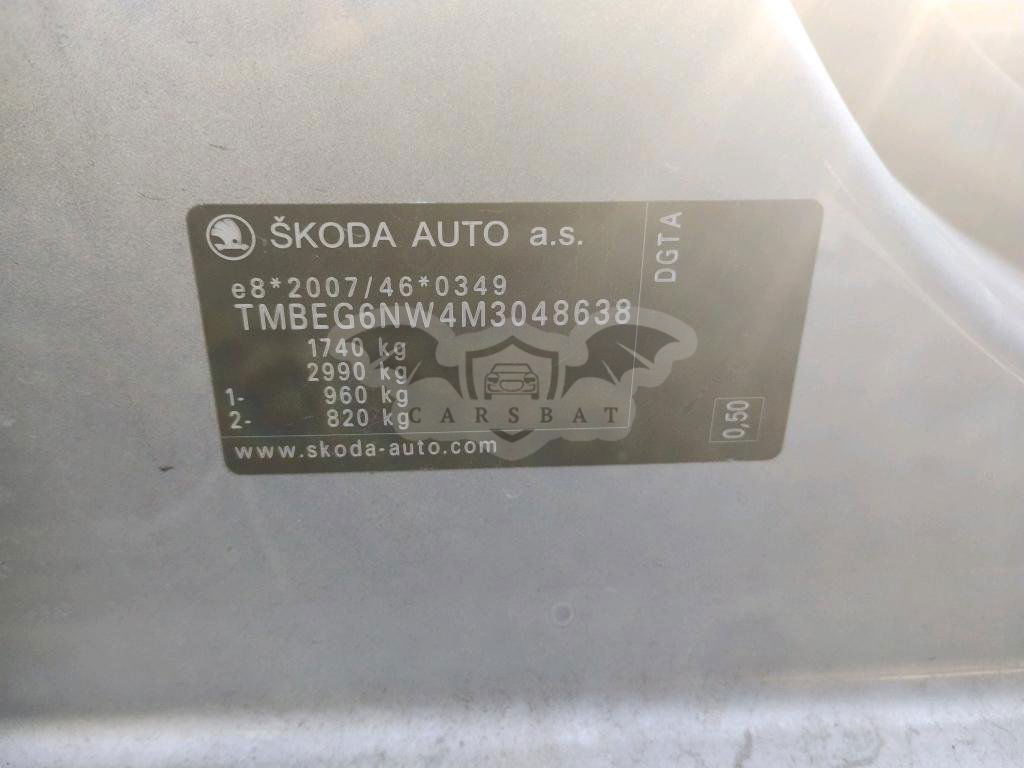 ŠKODA AUTO a.s.
e8*2007/46*0349
TMBEG6NW4M3048638
1740 kg
2990 kg
1- 960 kg
2- 820 kg
www.skoda-auto.com
DGTA
0,50
CARSBAT